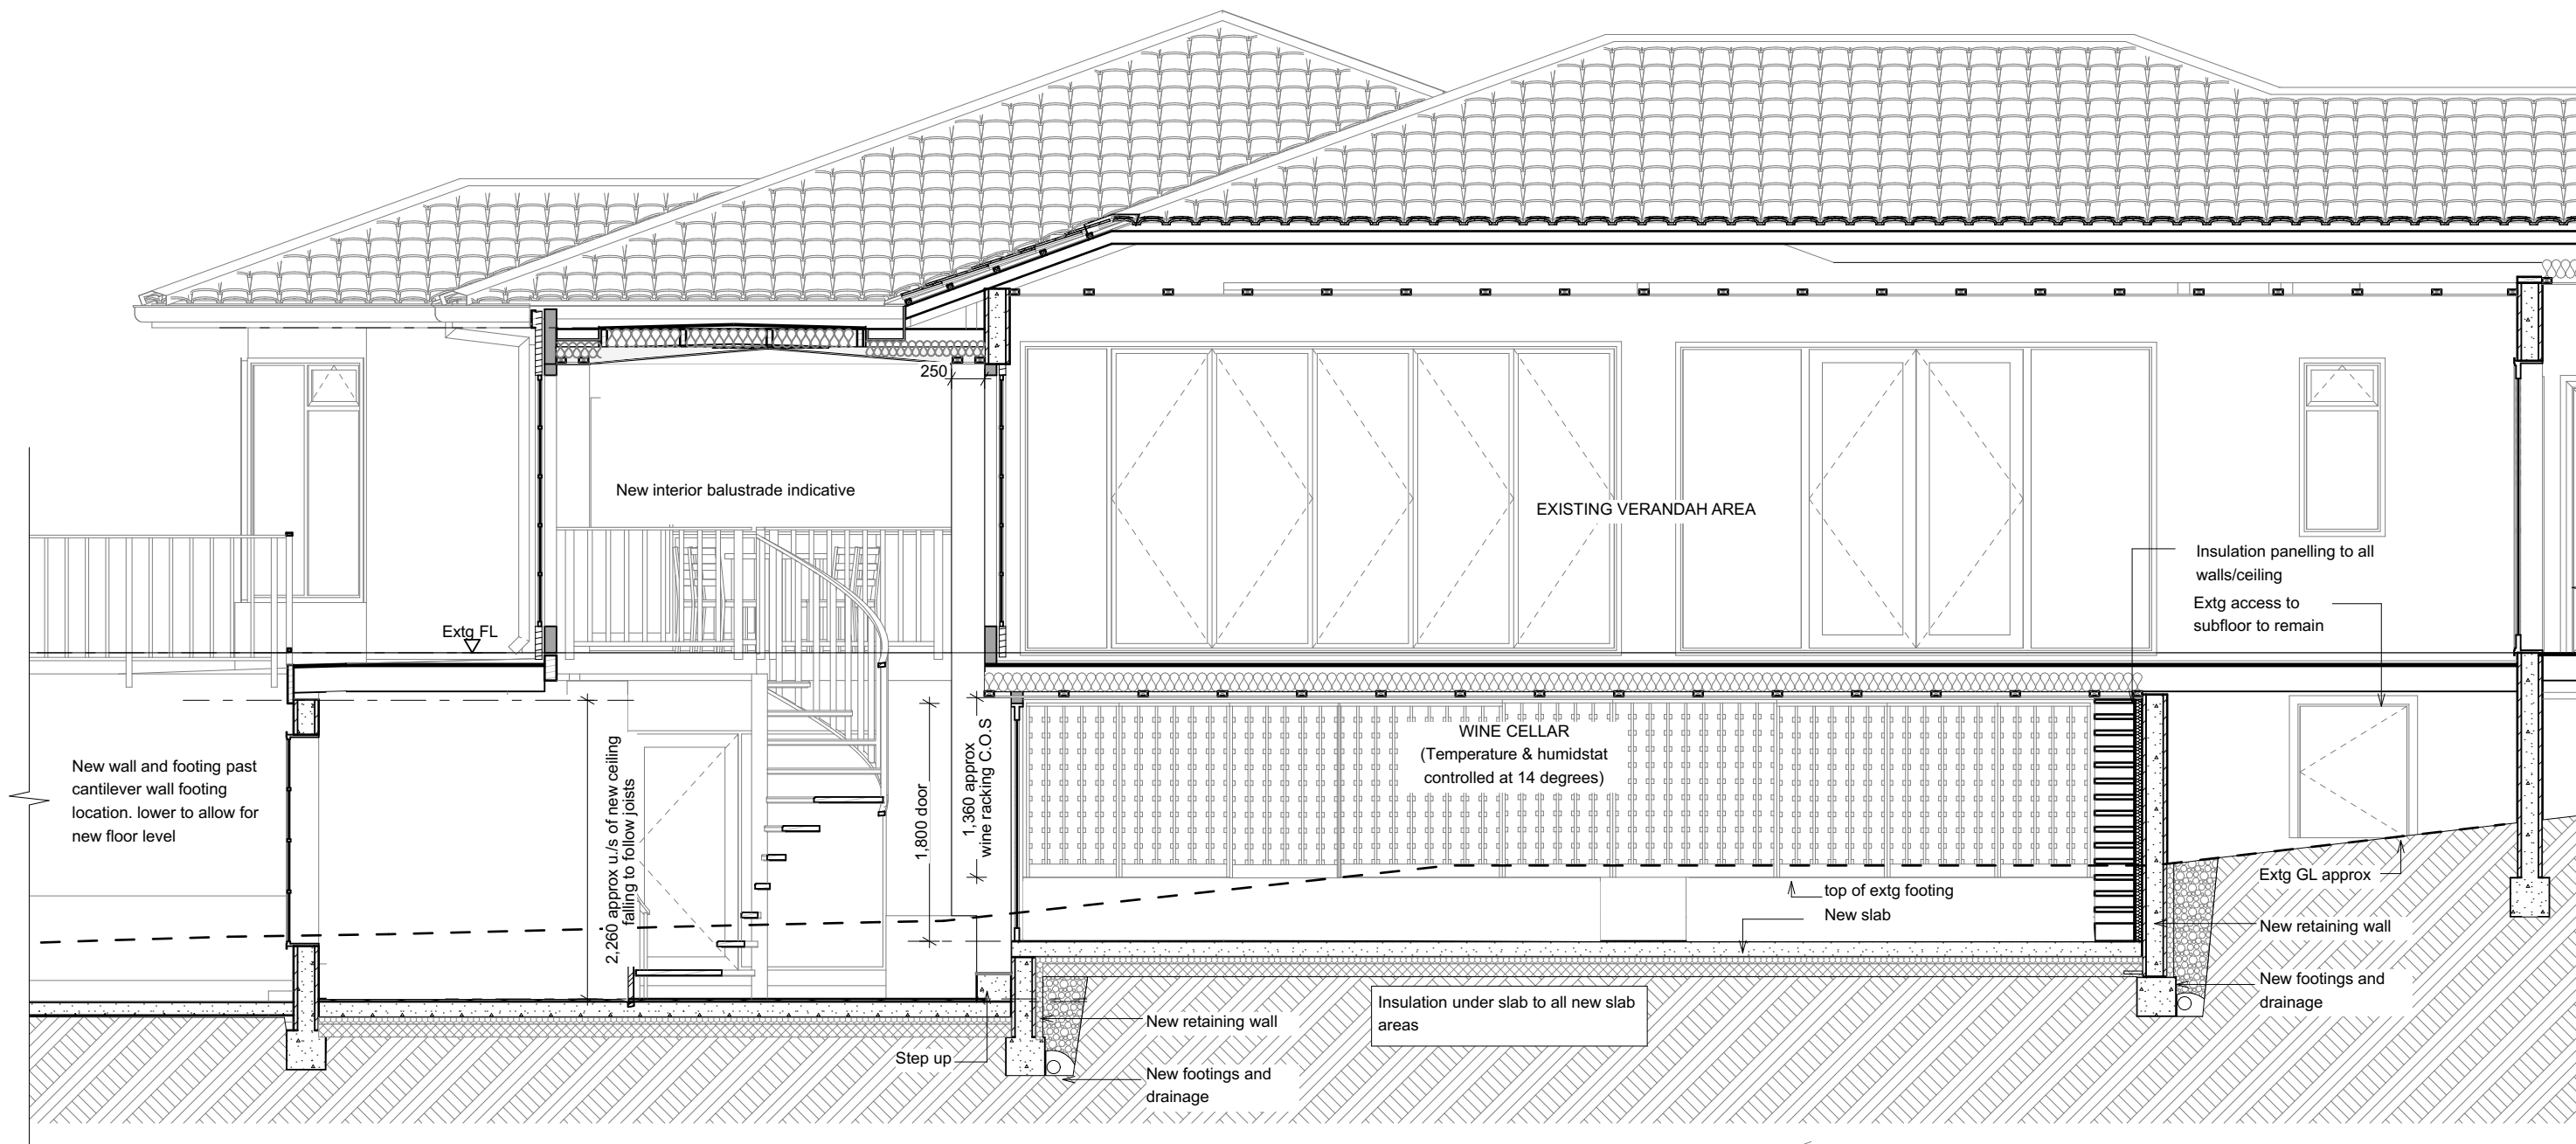 250
New interior balustrade indicative
EXISTING VERANDAH AREA
Insulation panelling to all
walls/ceiling
Extg access to
subfloor to remain
Extg FL
New wall and footing past
cantilever wall footing
location. lower to allow for
new floor level
2,260 approx u./s of new ceiling
falling to follow joists
1,800 door
1,360 approx
wine racking C.O.S
WINE CELLAR
(Temperature & humidstat
controlled at 14 degrees)
top of extg footing
New slab
Extg GL approx
New retaining wall
New footings and
drainage
Insulation under slab to all new slab
areas
New retaining wall
Step up
New footings and
drainage